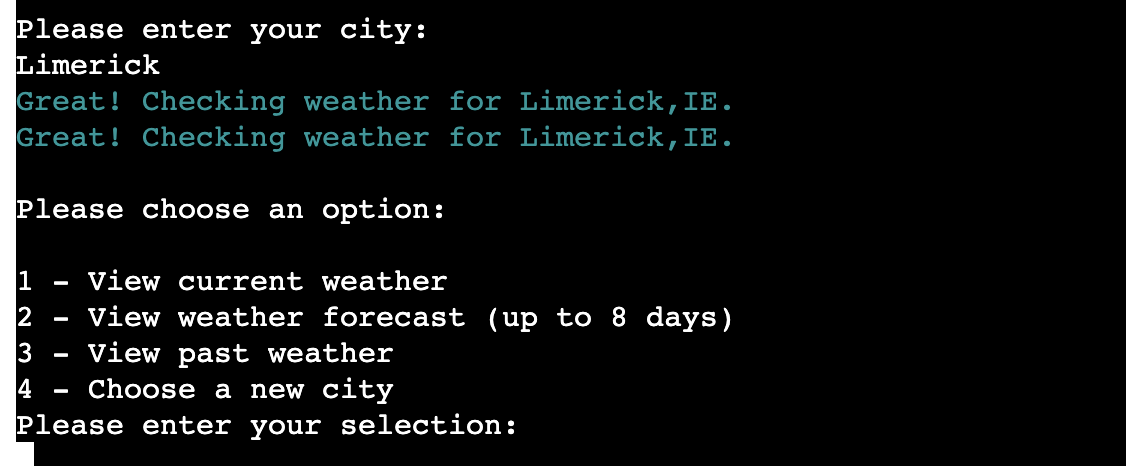 Please enter your city:
Limerick
Great! Checking weather for Limerick,IE.
Great! Checking weather for Limerick,IE.
Please choose an option:
1 - View current weather
2 - View weather forecast (up to 8 days)
3 - View past weather
4 - Choose a new city
Please enter your selection: